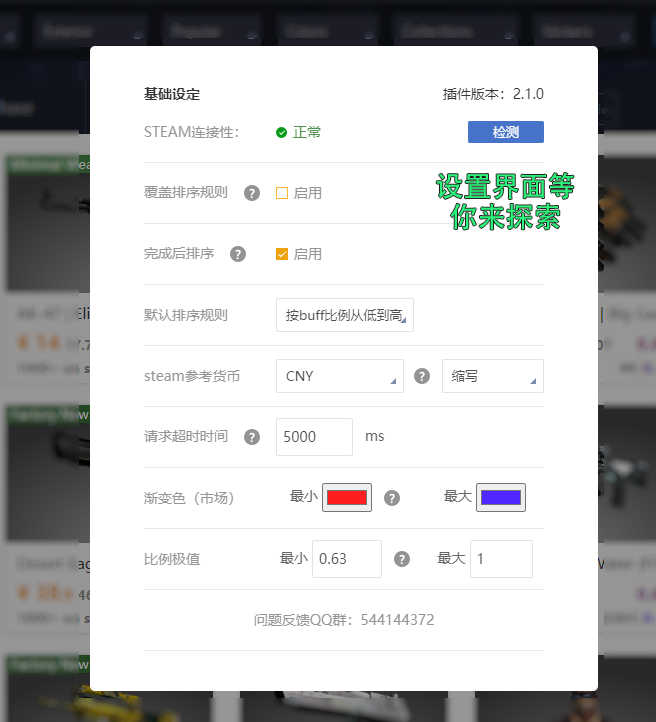 Exterior
Popular
Colors
Collections
Stickers
基础设定
插件版本：2.1.0
STEAM连接性：
正常
检测
覆盖排序规则 ? 启用
设置界面等
你来探索
完成后排序 ? 启用
默认排序规则
按buff比例从低到高
steam参考货币
CNY
?
缩写
请求超时时间 ?
5000
ms
渐变色（市场）
最小
?
最大
比例极值
最小 0.63 ? 最大 1
问题反馈QQ群：544144372
Factory New
Factory New